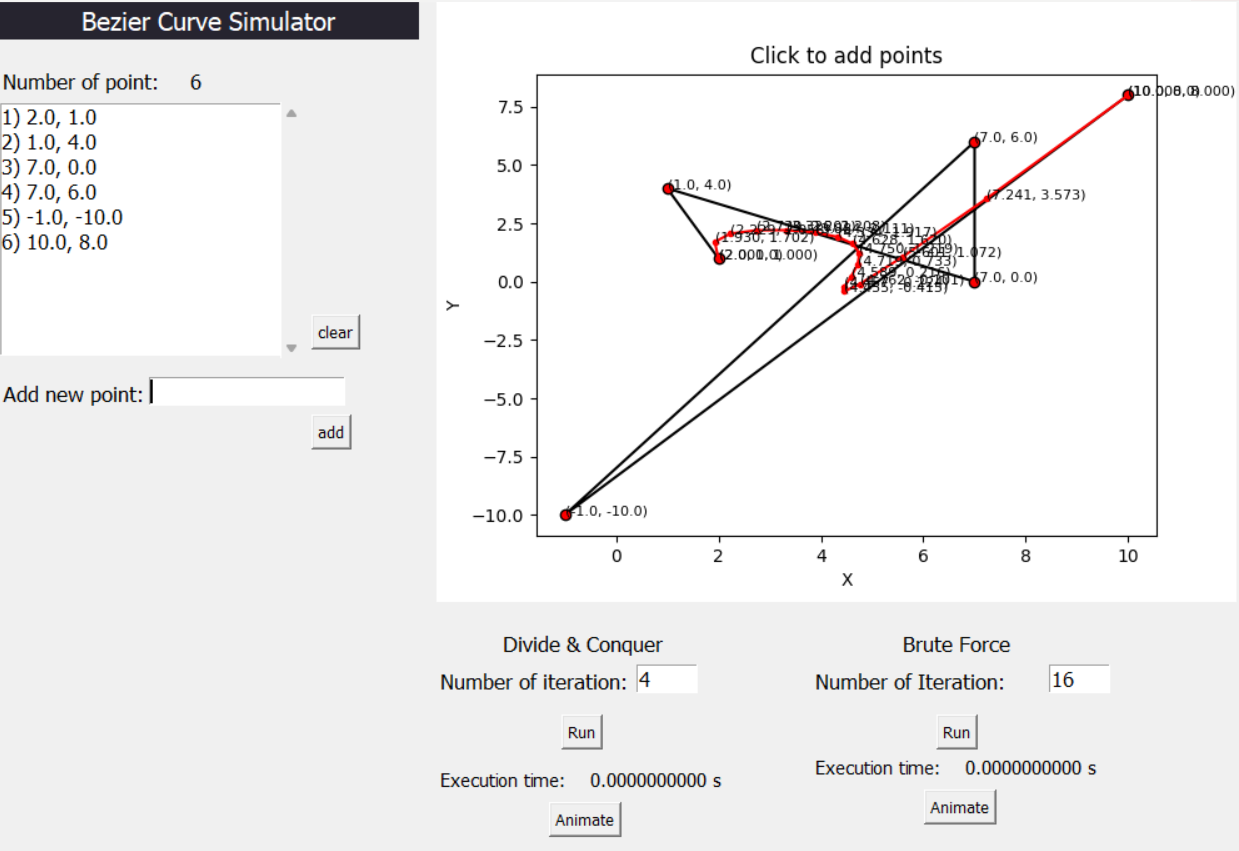 Bezier Curve Simulator
Number of point: 6
1) 2.0, 1.0
2) 1.0, 4.0
3) 7.0, 0.0
4) 7.0, 6.0
5) -1.0, -10.0
6) 10.0, 8.0
clear
Add new point:
add
Click to add points
7.5
5.0
2.5
0.0
−2.5
−5.0
−7.5
−10.0
Y
(7.0, 6.0)
(1.0, 4.0)
(7.241, 3.573)
(1.930, 1.702)
1.072)
(7.0, 0.0)
-0.415)
(-1.0, -10.0)
0 2 4 6 8 10
X
Divide & Conquer
Number of iteration: 4
Run
Execution time: 0.0000000000 s
Animate
Brute Force
Number of Iteration: 16
Run
Execution time: 0.0000000000 s
Animate